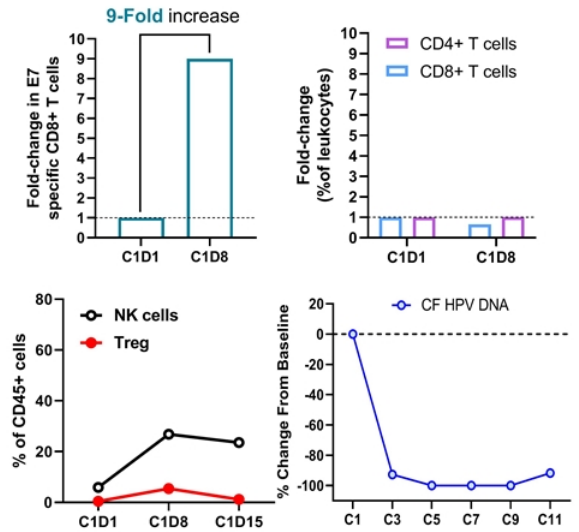 9-Fold increase
Fold-change in E7
specific CD8+ T cells
10
9
8
7
6
5
4
3
2
1
0
C1D1 C1D8
CD4+ T cells
CD8+ T cells
Fold-change
(%of leukocytes)
10
9
8
7
6
5
4
3
2
1
0
C1D1 C1D8
NK cells
Treg
% of CD45+ cells
80
60
40
20
0
C1D1 C1D8 C1D15
CF HPV DNA
% Change From Baseline
20
0
-20
-40
-60
-80
-100
C1 C3 C5 C7 C9 C11